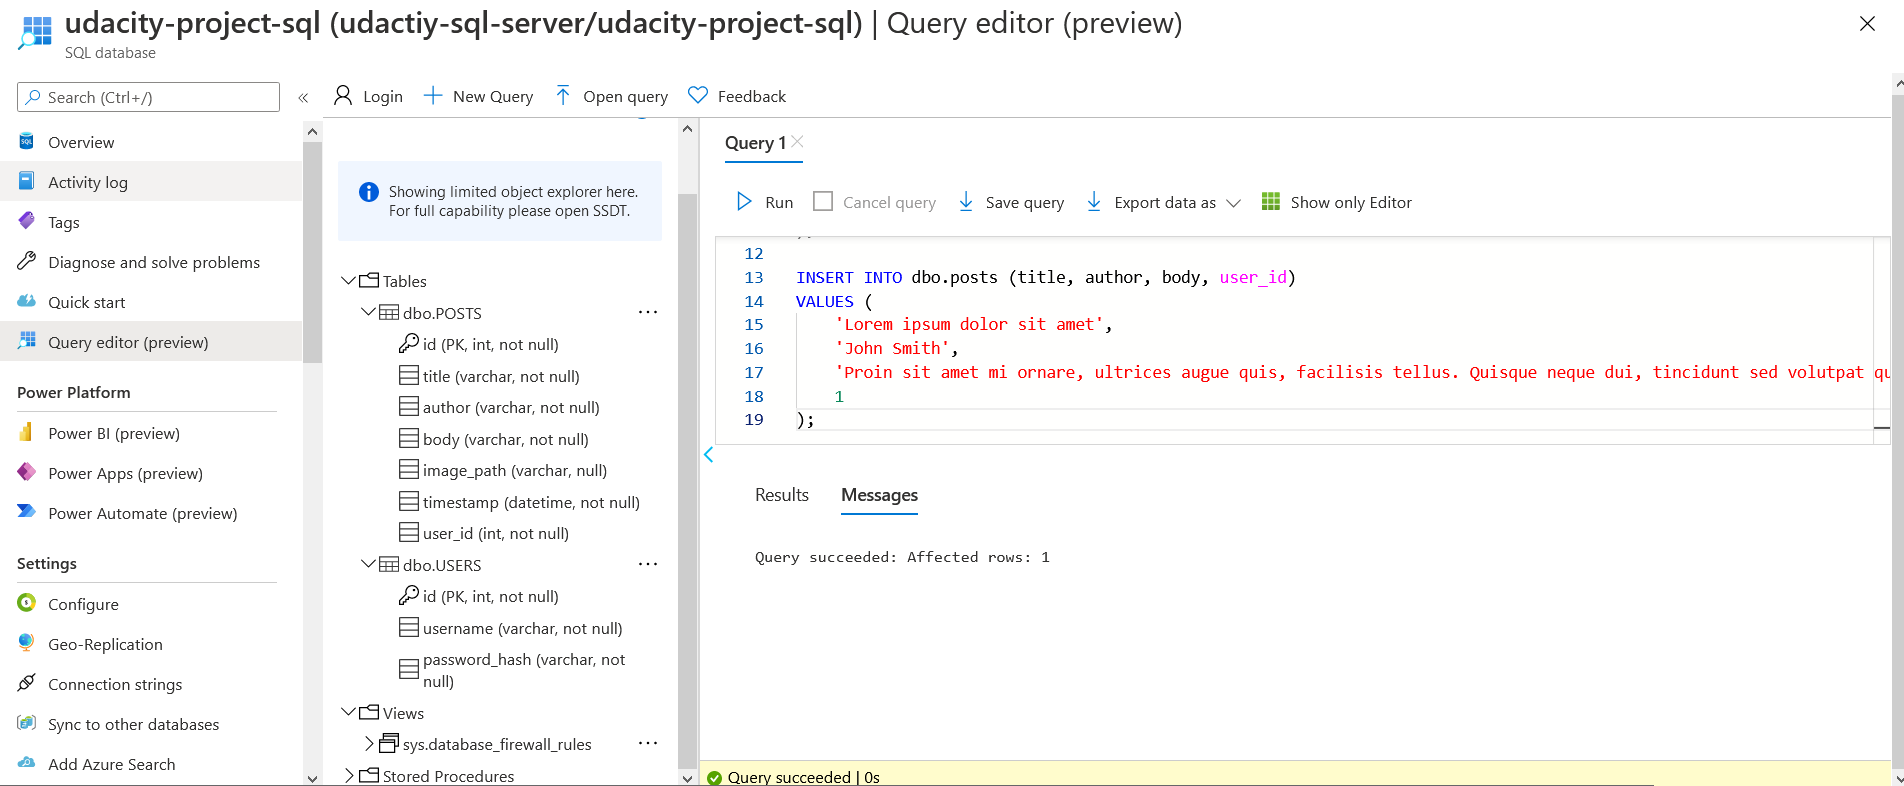 udacity-project-sql (udactiy-sql-server/udacity-project-sql) | Query editor (preview)
SQL database
Search (Ctrl+/)
«
Login
New Query
Open query
Feedback
Overview
Activity log
Tags
Diagnose and solve problems
Quick start
Query editor (preview)
Power Platform
Power BI (preview)
Power Apps (preview)
Power Automate (preview)
Settings
Configure
Geo-Replication
Connection strings
Sync to other databases
Add Azure Search
Showing limited object explorer here.
For full capability please open SSDT.
Tables
dbo.POSTS
id (PK, int, not null)
title (varchar, not null)
author (varchar, not null)
body (varchar, not null)
image_path (varchar, null)
timestamp (datetime, not null)
user_id (int, not null)
dbo.USERS
id (PK, int, not null)
username (varchar, not null)
password_hash (varchar, not
null)
Views
sys.database_firewall_rules
Stored Procedures
Query 1
Run
Cancel query
Save query
Export data as
Show only Editor
12
13 INSERT INTO dbo.posts (title, author, body, user_id)
14 VALUES (
15 'Lorem ipsum dolor sit amet',
16 'John Smith',
17 'Proin sit amet mi ornare, ultrices augue quis, facilisis tellus. Quisque neque dui, tincidunt sed volutpat qu
18 1
19 );
Results
Messages
Query succeeded: Affected rows: 1
Query succeeded | 0s